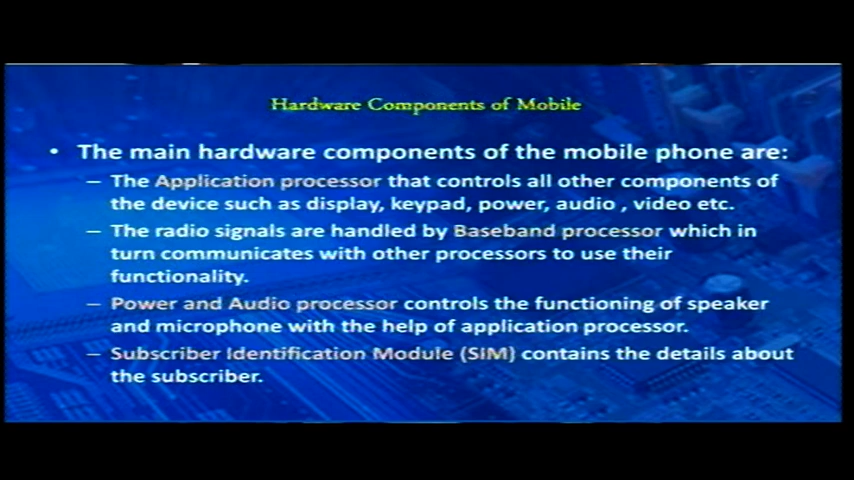 Hardware Components of Mobile
• The main hardware components of the mobile phone are:
– The Application processor that controls all other components of
the device such as display, keypad, power, audio , video etc.
– The radio signals are handled by Baseband processor which in
turn communicates with other processors to use their
functionality.
– Power and Audio processor controls the functioning of speaker
and microphone with the help of application processor.
– Subscriber Identification Module (SIM) contains the details about
the subscriber.